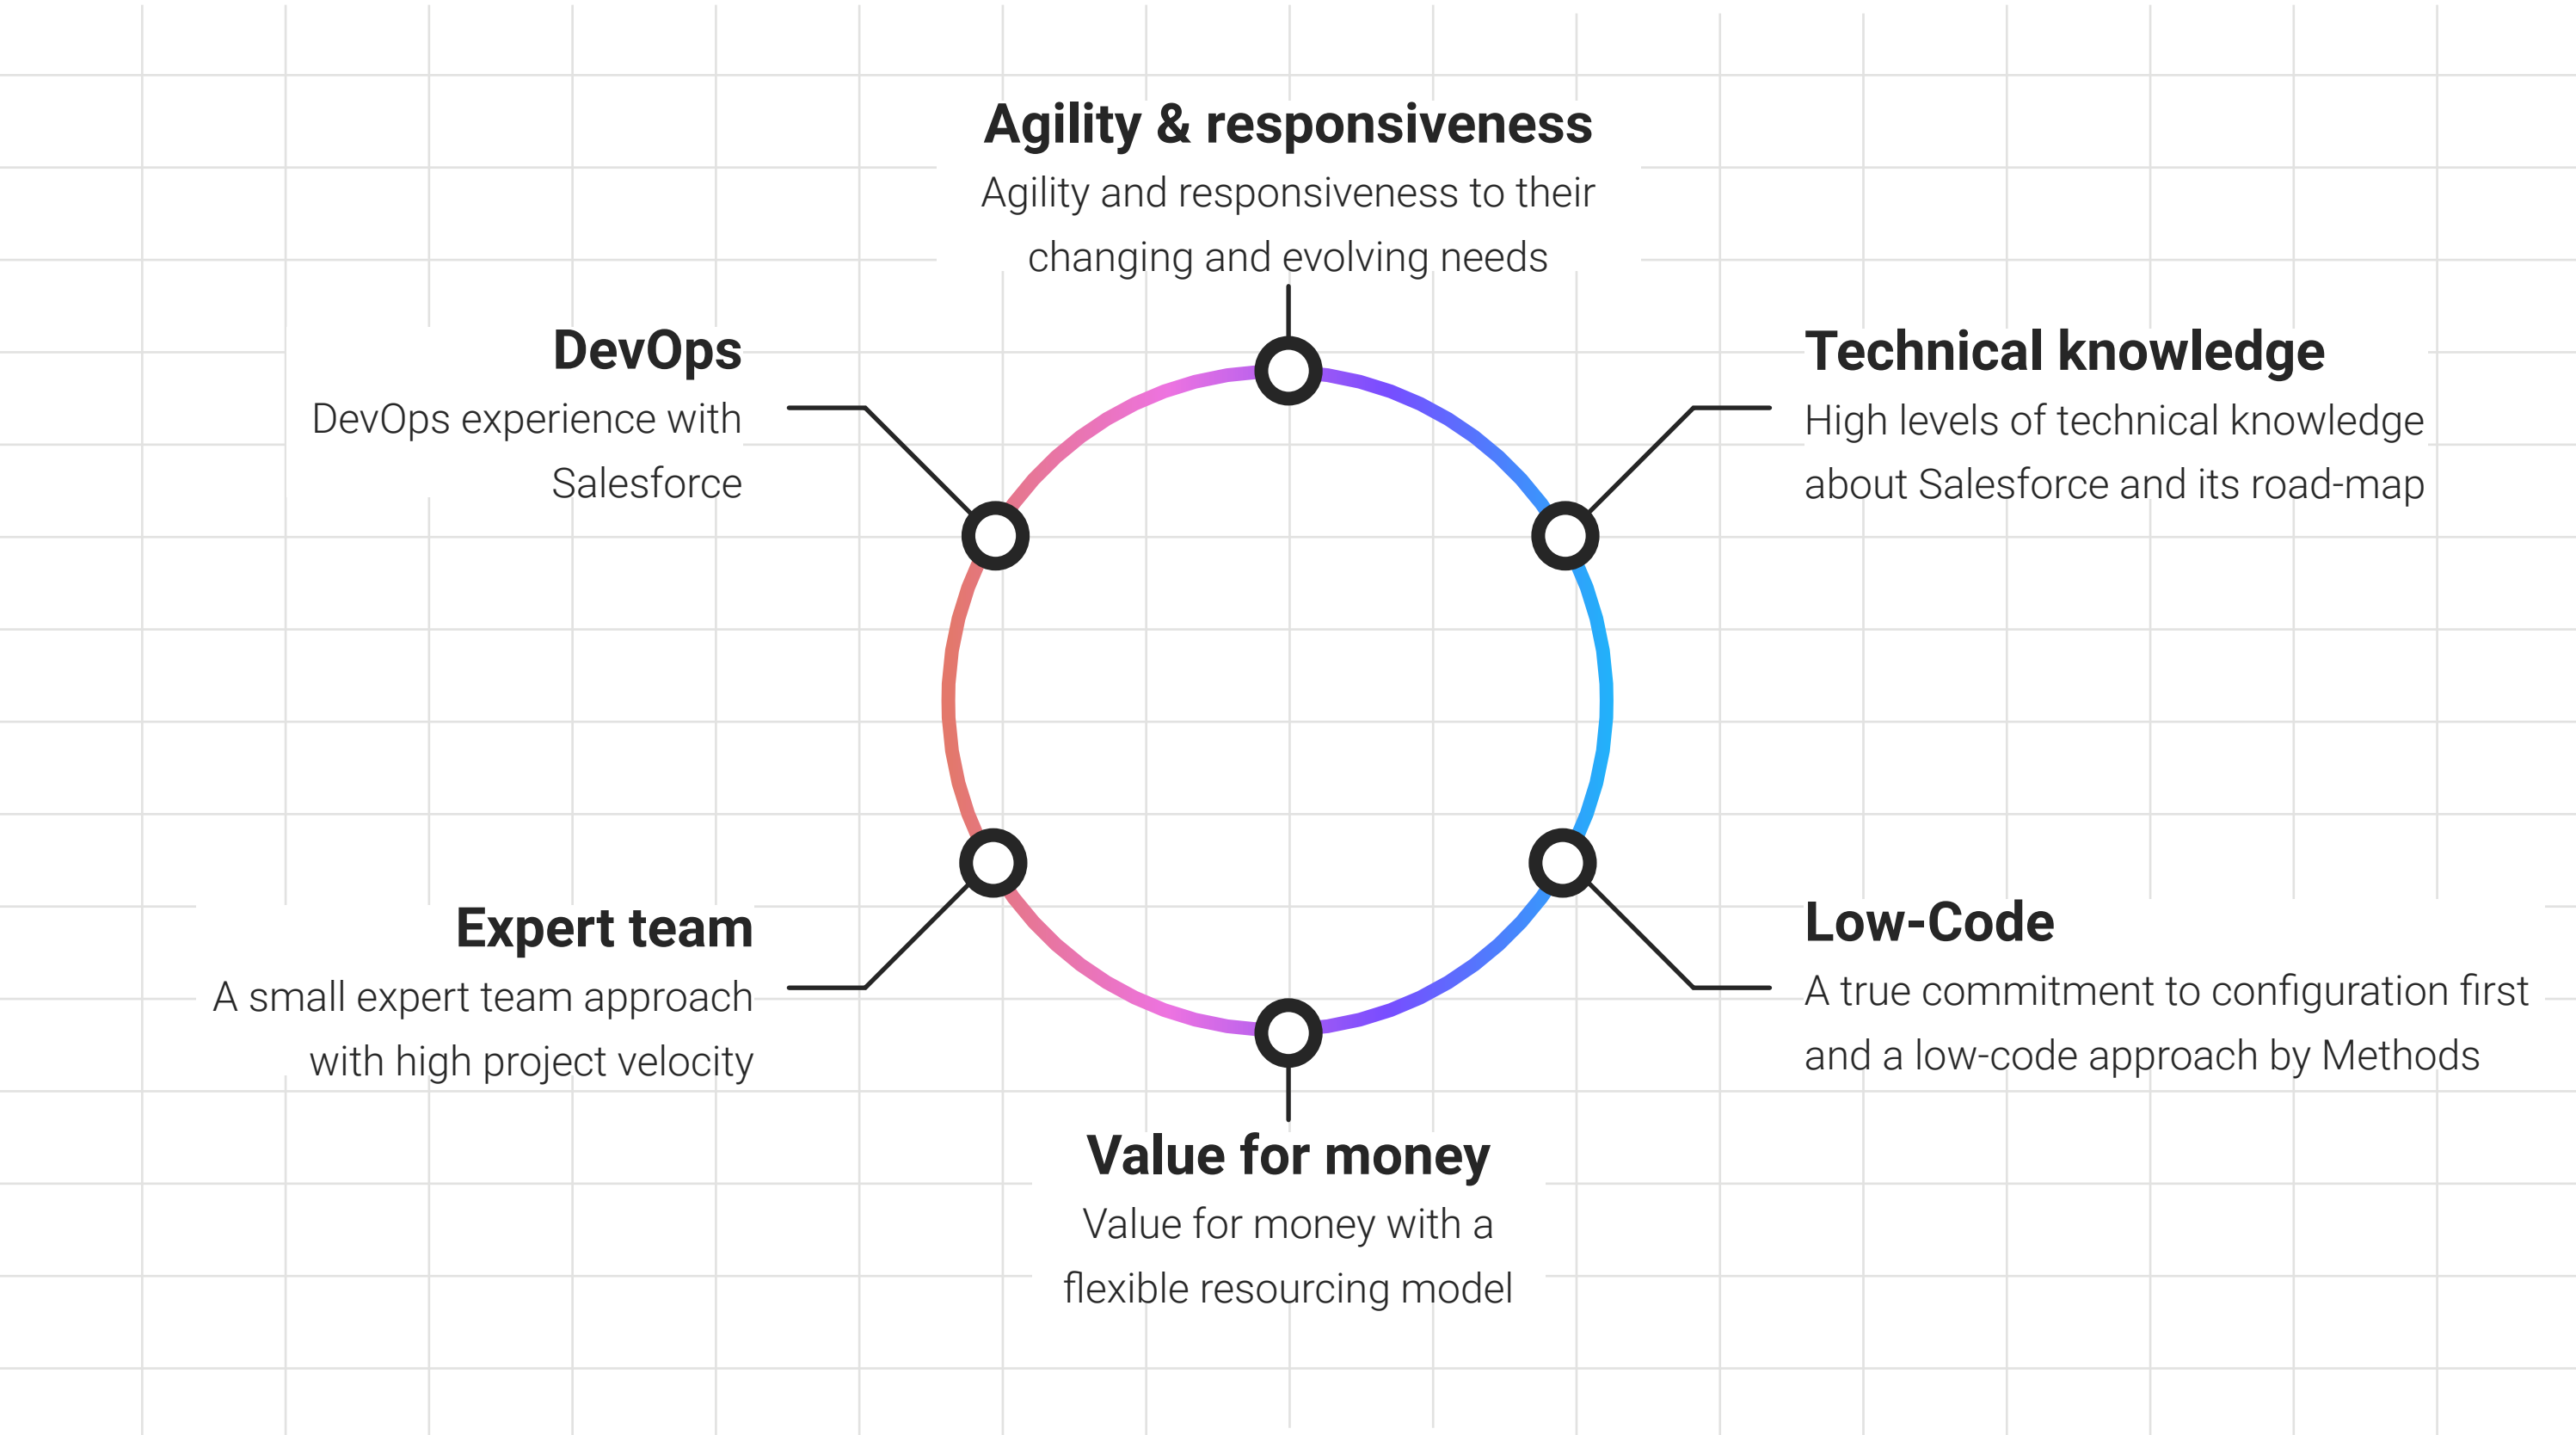 Agility & responsiveness
Agility and responsiveness to their
changing and evolving needs
DevOps
DevOps experience with
Salesforce
Technical knowledge
High levels of technical knowledge
about Salesforce and its road-map
Expert team
A small expert team approach
with high project velocity
Low-Code
A true commitment to configuration first
and a low-code approach by Methods
Value for money
Value for money with a
flexible resourcing model